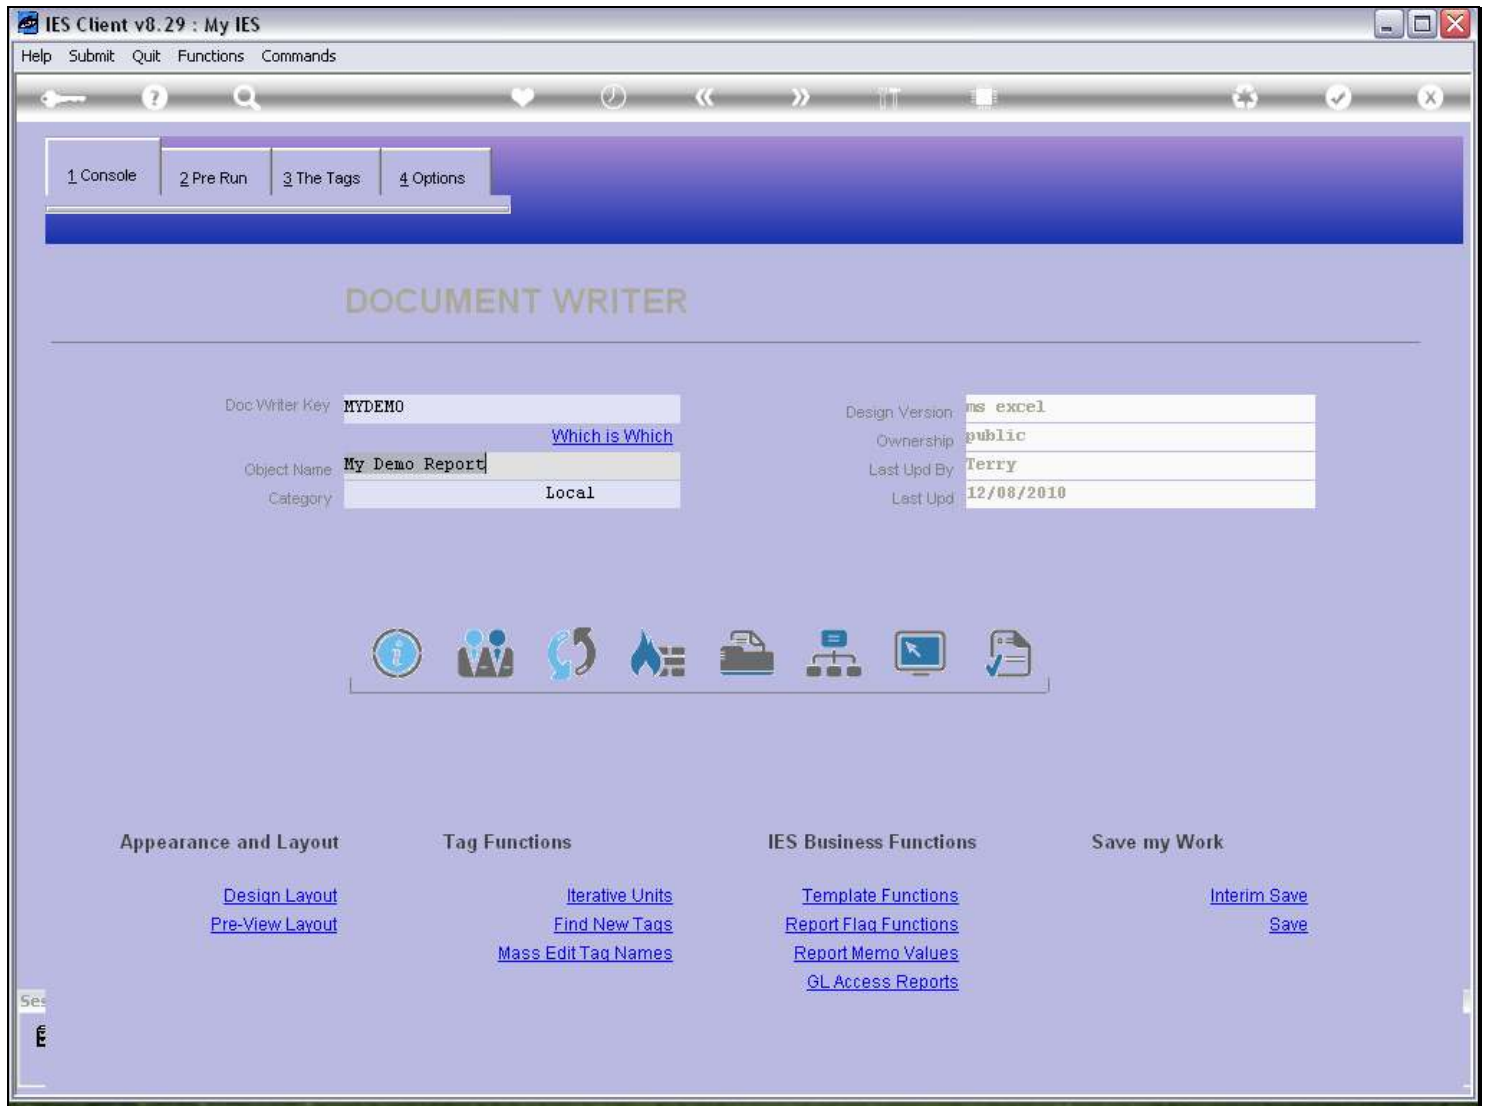 IES Client v8.29 : My IES
Help Submit Quit Functions Commands
1 Console 2 Pre Run 3 The Tags 4 Options
DOCUMENT WRITER
Doc Writer Key MYDEMO
Which is Which
Object Name My Demo Report
Category Local
Design Version ms excel
Ownership public
Last Upd By Terry
Last Upd 12/08/2010
Appearance and Layout
Design Layout
Pre-View Layout
Tag Functions
Iterative Units
Find New Tags
Mass Edit Tag Names
IES Business Functions
Template Functions
Report Flag Functions
Report Memo Values
GL Access Reports
Save my Work
Interim Save
Save